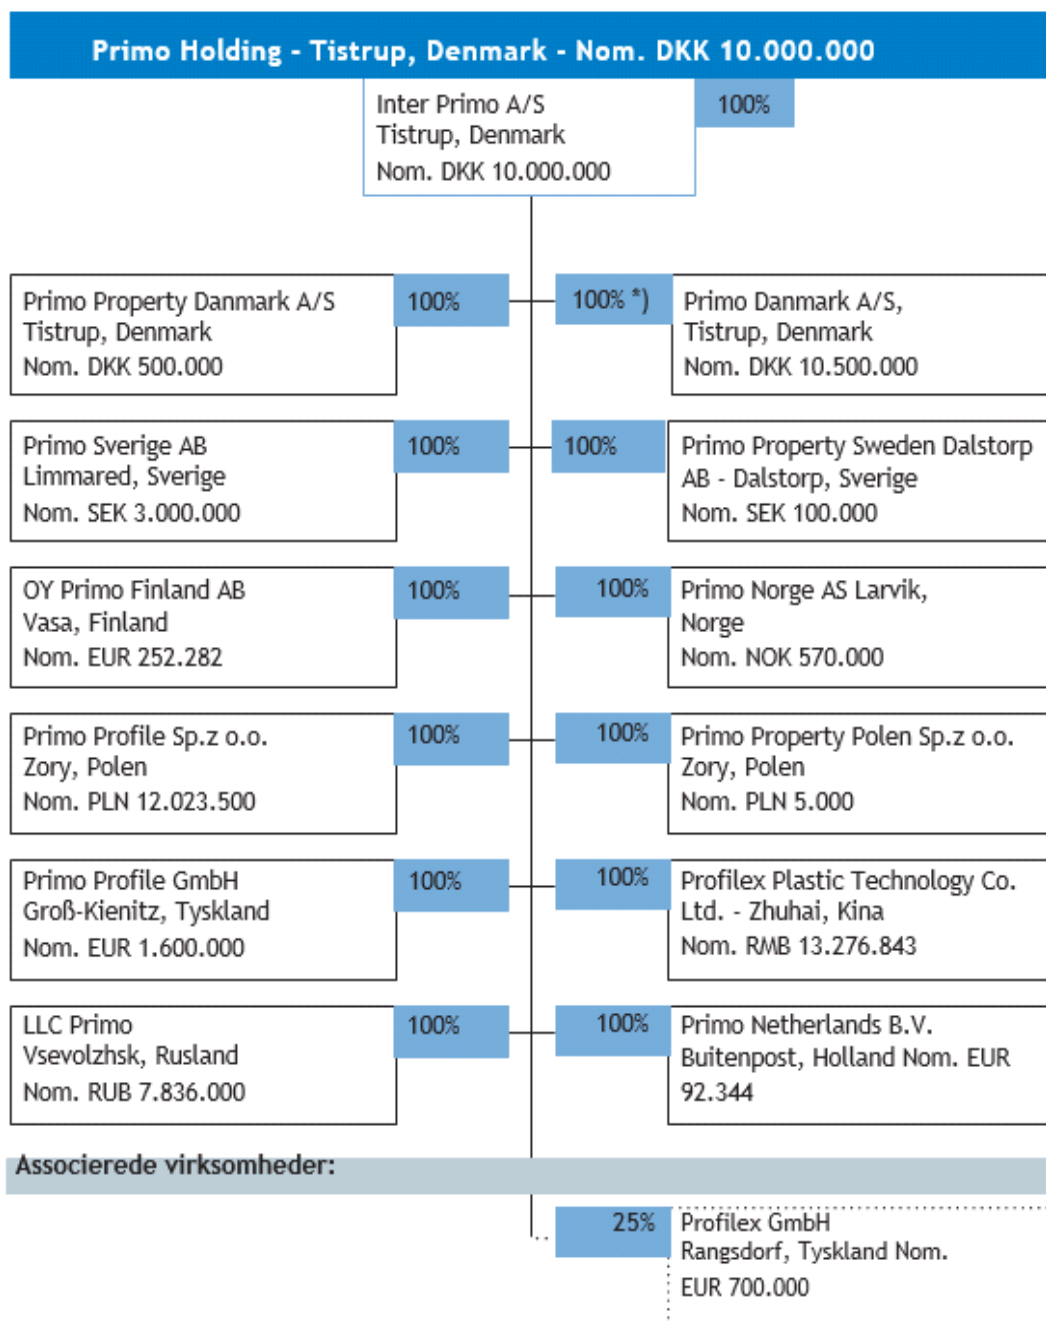 Primo Holding - Tistrup, Denmark - Nom. DKK 10.000.000
Inter Primo A/S
Tistrup, Denmark
Nom. DKK 10.000.000
100%
Primo Property Danmark A/S
Tistrup, Denmark
Nom. DKK 500.000
100%
100% *)
Primo Danmark A/S,
Tistrup, Denmark
Nom. DKK 10.500.000
Primo Sverige AB
Limmared, Sverige
Nom. SEK 3.000.000
100%
100%
Primo Property Sweden Dalstorp
AB - Dalstorp, Sverige
Nom. SEK 100.000
OY Primo Finland AB
Vasa, Finland
Nom. EUR 252.282
100%
100%
Primo Norge AS Larvik,
Norge
Nom. NOK 570.000
Primo Profile Sp.z o.o.
Zory, Polen
Nom. PLN 12.023.500
100%
100%
Primo Property Polen Sp.z o.o.
Zory, Polen
Nom. PLN 5.000
Primo Profile GmbH
Groß-Kienitz, Tyskland
Nom. EUR 1.600.000
100%
100%
Profilex Plastic Technology Co.
Ltd. - Zhuhai, Kina
Nom. RMB 13.276.843
LLC Primo
Vsevolzhsk, Rusland
Nom. RUB 7.836.000
100%
100%
Primo Netherlands B.V.
Buitenpost, Holland Nom. EUR
92.344
Associerede virksomheder:
25%
Profilex GmbH
Rangsdorf, Tyskland Nom.
EUR 700.000